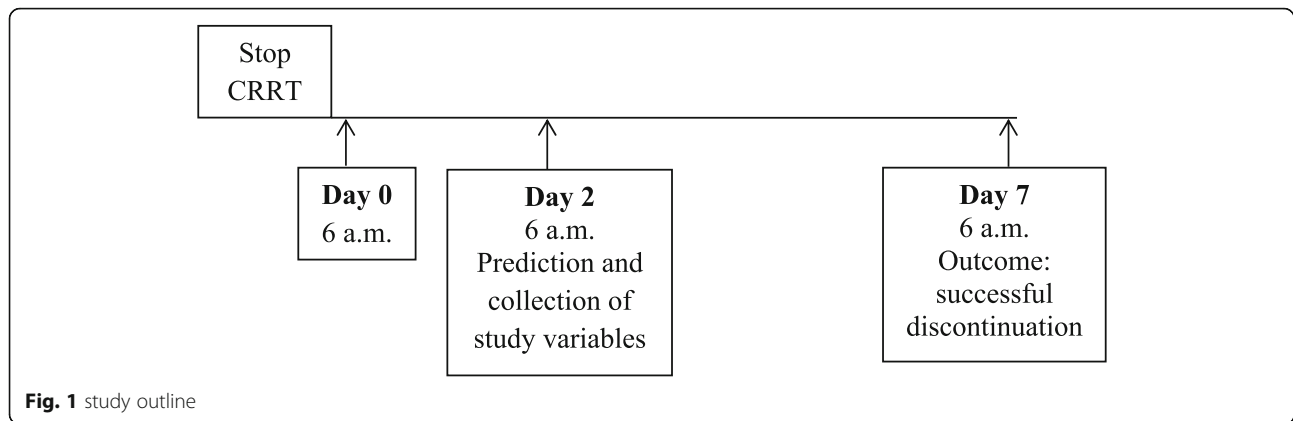 Stop
CRRT
Day 0
6 a.m.
Day 2
6 a.m.
Prediction and
collection of
study variables
Day 7
6 a.m.
Outcome:
successful
discontinuation
Fig. 1 study outline